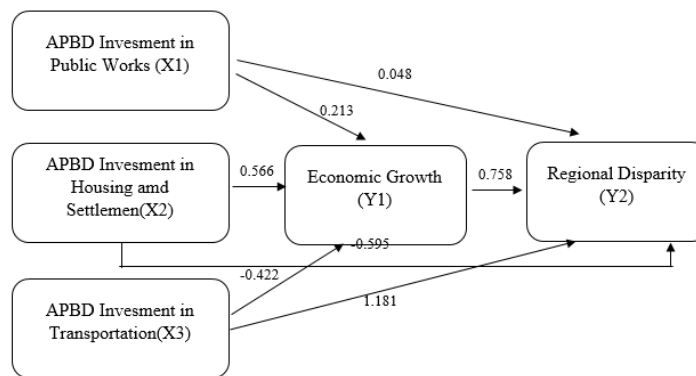 APBD Invesment in
Public Works (X1)
0.048
0.213
APBD Invesment in
Housing amd
Settlemen(X2)
0.566
Economic Growth
(Y1)
0.758
Regional Disparity
(Y2)
-0.595
-0.422
1.181
APBD Invesment in
Transportation(X3)